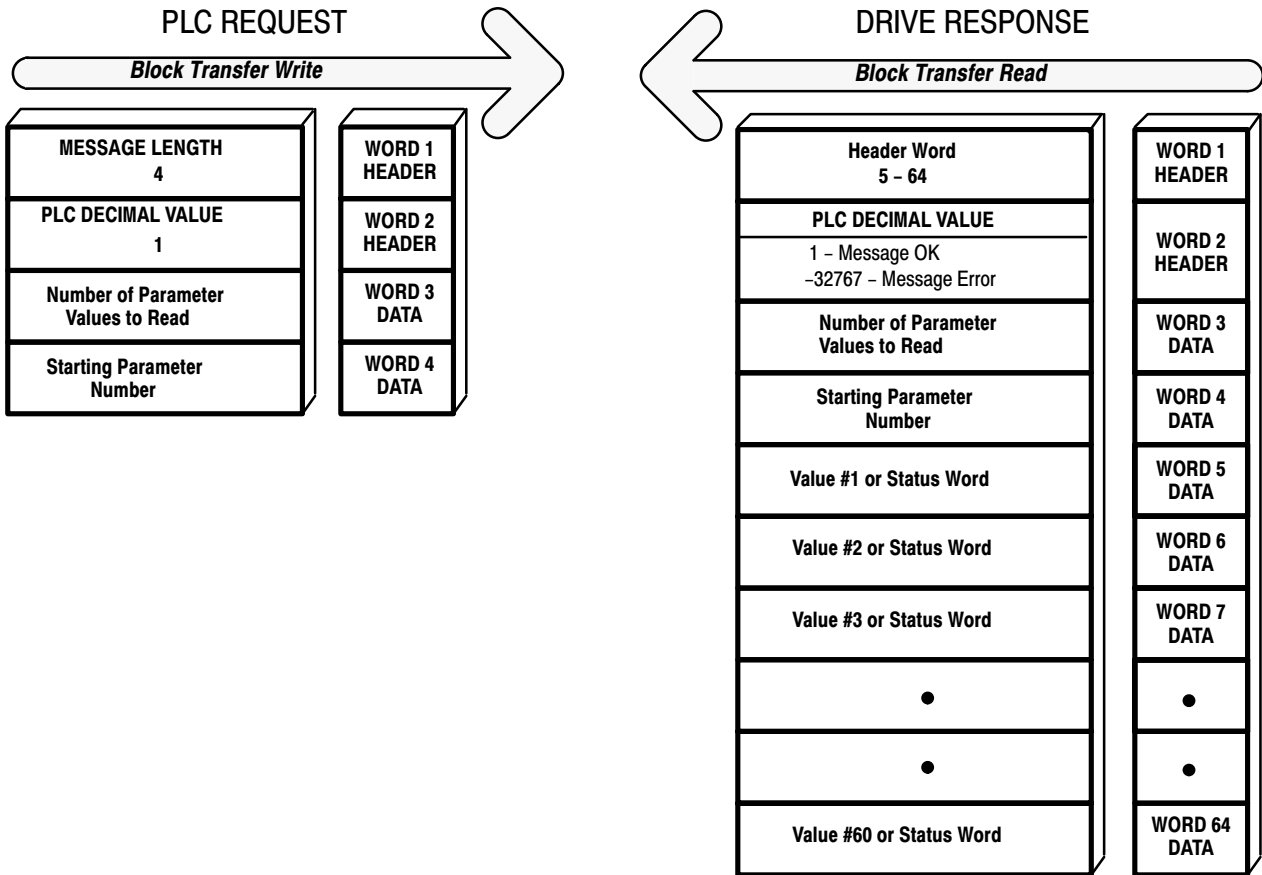 PLC REQUEST
Block Transfer Write
MESSAGE LENGTH
4
WORD 1
HEADER
PLC DECIMAL VALUE
1
WORD 2
HEADER
Number of Parameter
Values to Read
WORD 3
DATA
Starting Parameter
Number
WORD 4
DATA
DRIVE RESPONSE
Block Transfer Read
Header Word
5 – 64
WORD 1
HEADER
PLC DECIMAL VALUE
1 – Message OK
–32767 – Message Error
WORD 2
HEADER
Number of Parameter
Values to Read
WORD 3
DATA
Starting Parameter
Number
WORD 4
DATA
Value #1 or Status Word
WORD 5
DATA
Value #2 or Status Word
WORD 6
DATA
Value #3 or Status Word
WORD 7
DATA
Value #60 or Status Word
WORD 64
DATA